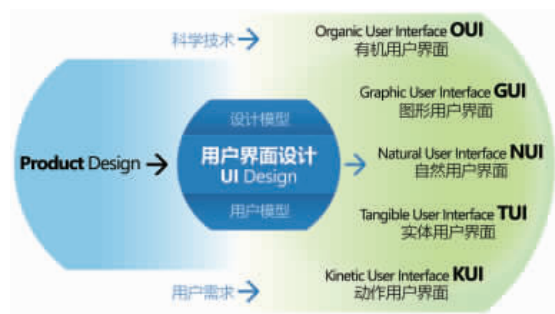 科学技术 →
Organic User Interface OUI
有机用户界面
Graphic User Interface GUI
图形用户界面
设计模型
Product Design →
用户界面设计
UI Design
→
Natural User Interface NUI
自然用户界面
用户模型
Tangible User Interface TUI
实体用户界面
用户需求 →
Kinetic User Interface KUI
动作用户界面